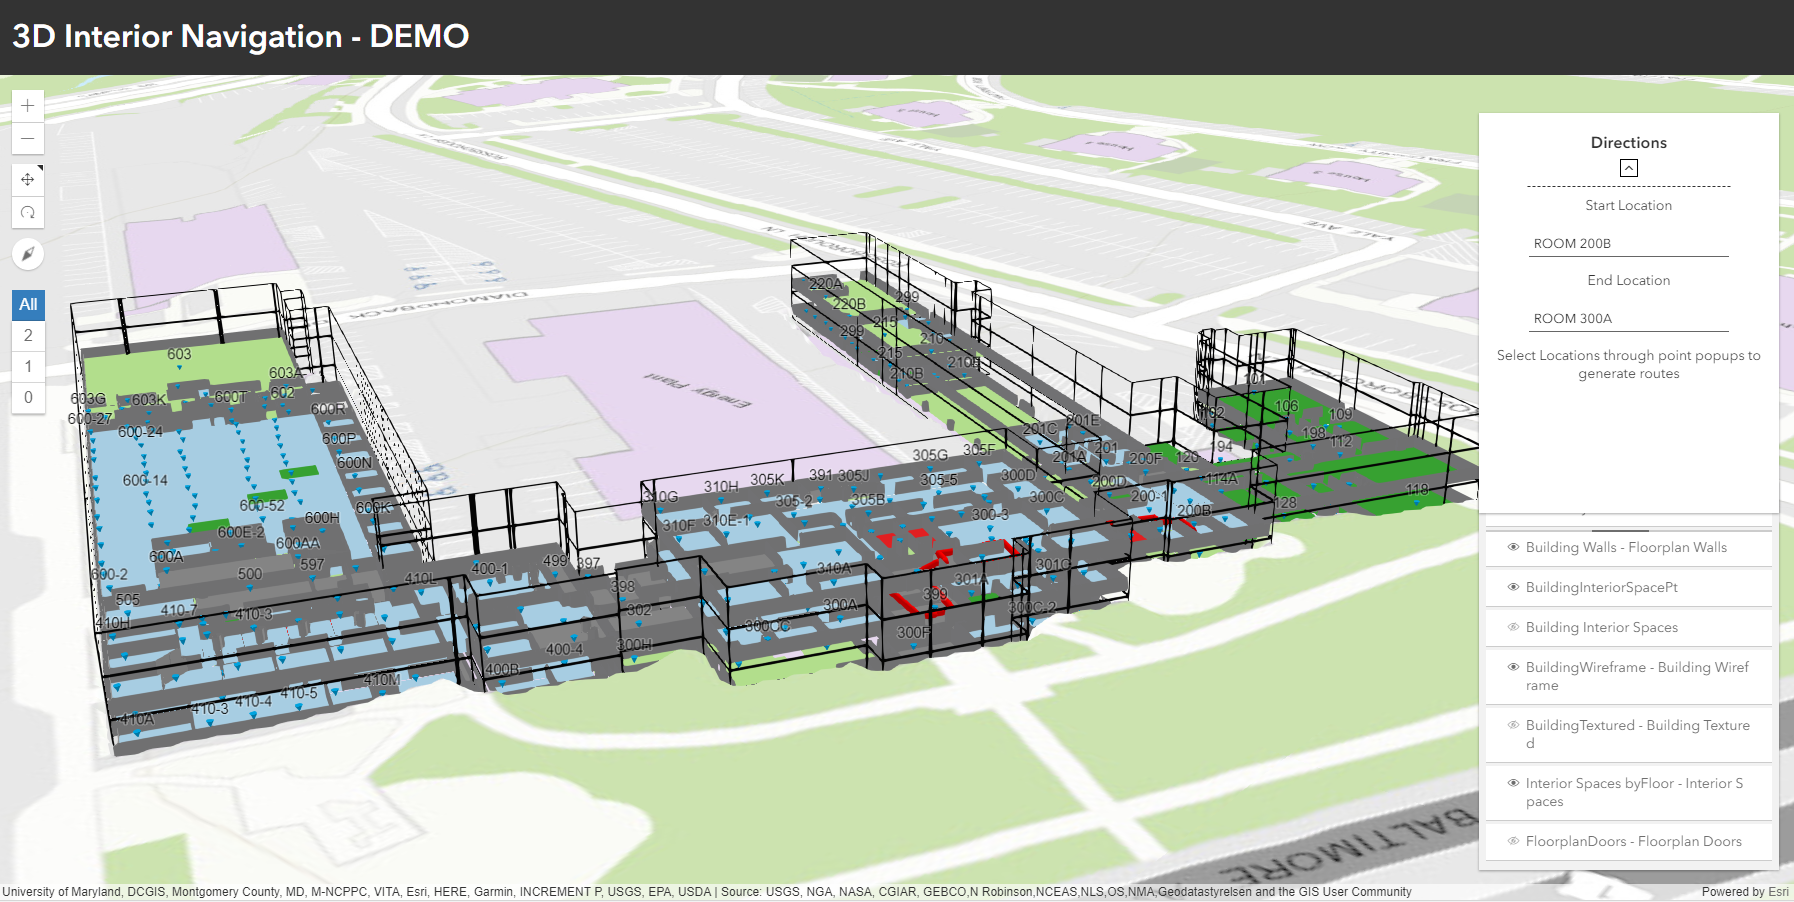 3D Interior Navigation - DEMO
+
−
All
2
1
0
Directions
Start Location
ROOM 200B
End Location
ROOM 300A
Select Locations through point popups to
generate routes
Building Walls - Floorplan Walls
BuildingInteriorSpacePt
Building Interior Spaces
BuildingWireframe - Building Wiref
rame
BuildingTextured - Building Texture
d
Interior Spaces byFloor - Interior S
paces
FloorplanDoors - Floorplan Doors
YALE AVE
DIAMONDBACK
Energy Plant
BALTIMORE
220A
220B
299
215
299
210
215
210B
603
603A
603G
603K
600T
602
600R
600-27
600-24
600P
600N
600-14
600-52
600K
600H
600E-2
600AA
600A
597
600-2
500
505
410L
400-1
499
397
398
410-7
410-3
410H
302
300H
400-4
400B
410M
410-5
410-4
410-3
410A
310G
310H
305K
391
305J
305G
305F
310F
310E-1
305-2
305B
305-5
300D
300C
300-3
310A
300A
300CC
399
301A
300F
301C
300C-2
201C
201E
201A
201
200F
200D
200-1
200B
120
114A
194
128
101
102
106
109
198
112
118
University of Maryland, DCGIS, Montgomery County, MD, M-NCPPC, VITA, Esri, HERE, Garmin, INCREMENT P, USGS, EPA, USDA | Source: USGS, NGA, NASA, CGIAR, GEBCO,N Robinson,NCEAS,NLS,OS,NMA,Geodatastyrelsen and the GIS User Community
Powered by Esri